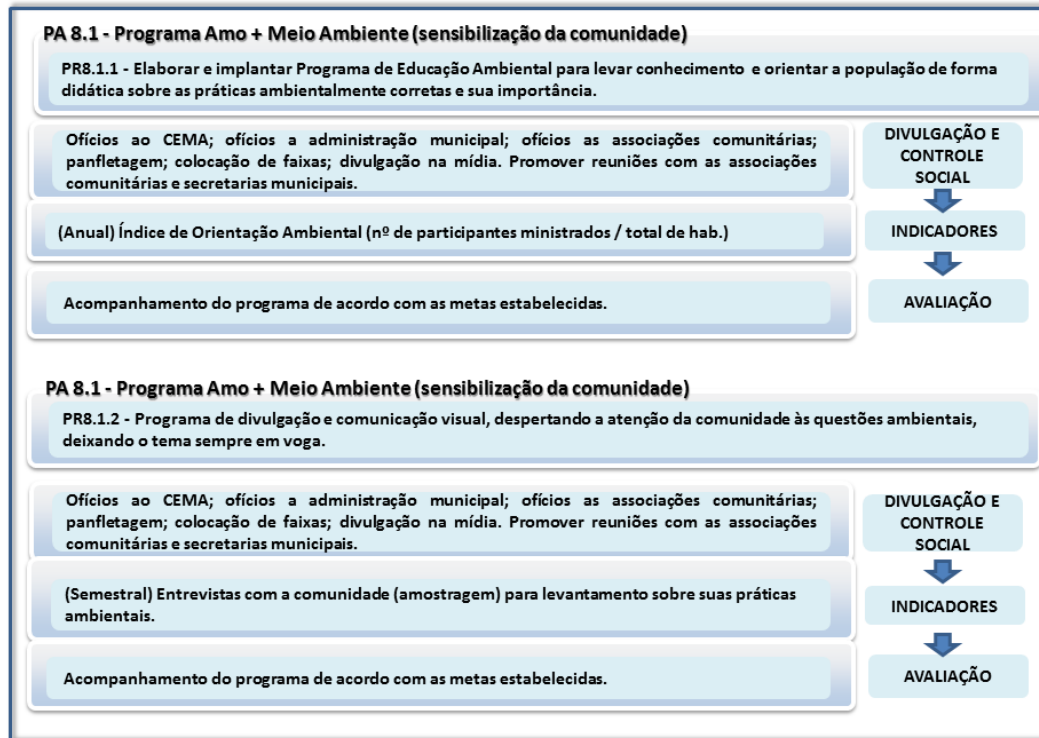 PA 8.1 - Programa Amo + Meio Ambiente (sensibilização da comunidade)
PR8.1.1 - Elaborar e implantar Programa de Educação Ambiental para levar conhecimento e orientar a população de forma
didática sobre as práticas ambientalmente corretas e sua importância.
Ofícios ao CEMA; ofícios a administração municipal; ofícios as associações comunitárias;
panfletagem; colocação de faixas; divulgação na mídia. Promover reuniões com as associações
comunitárias e secretarias municipais.
DIVULGAÇÃO E
CONTROLE
SOCIAL
(Anual) Índice de Orientação Ambiental (nº de participantes ministrados / total de hab.)
INDICADORES
Acompanhamento do programa de acordo com as metas estabelecidas.
AVALIAÇÃO
PA 8.1 - Programa Amo + Meio Ambiente (sensibilização da comunidade)
PR8.1.2 - Programa de divulgação e comunicação visual, despertando a atenção da comunidade às questões ambientais,
deixando o tema sempre em voga.
Ofícios ao CEMA; ofícios a administração municipal; ofícios as associações comunitárias;
panfletagem; colocação de faixas; divulgação na mídia. Promover reuniões com as associações
comunitárias e secretarias municipais.
DIVULGAÇÃO E
CONTROLE
SOCIAL
(Semestral) Entrevistas com a comunidade (amostragem) para levantamento sobre suas práticas
ambientais.
INDICADORES
Acompanhamento do programa de acordo com as metas estabelecidas.
AVALIAÇÃO